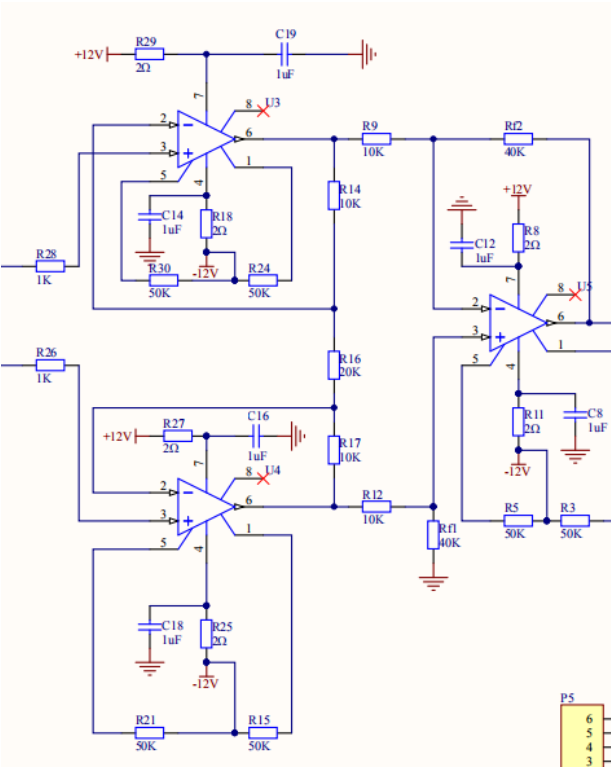 C19
R29
+12V
2Ω
1uF
7
8
U3
2
6
3
1
5
4
R9
10K
Rf2
40K
R14
10K
C14
1uF
R18
2Ω
-12V
R28
1K
R30
50K
R24
50K
+12V
R8
2Ω
C12
1uF
7
8
U5
2
6
3
1
5
4
R26
1K
R16
20K
R27
+12V
2Ω
C16
1uF
R17
10K
R11
2Ω
C8
1uF
-12V
7
8
U4
2
6
3
1
5
4
R12
10K
Rf1
40K
R5
50K
R3
50K
C18
1uF
R25
2Ω
-12V
R21
50K
R15
50K
P5
6
5
4
3